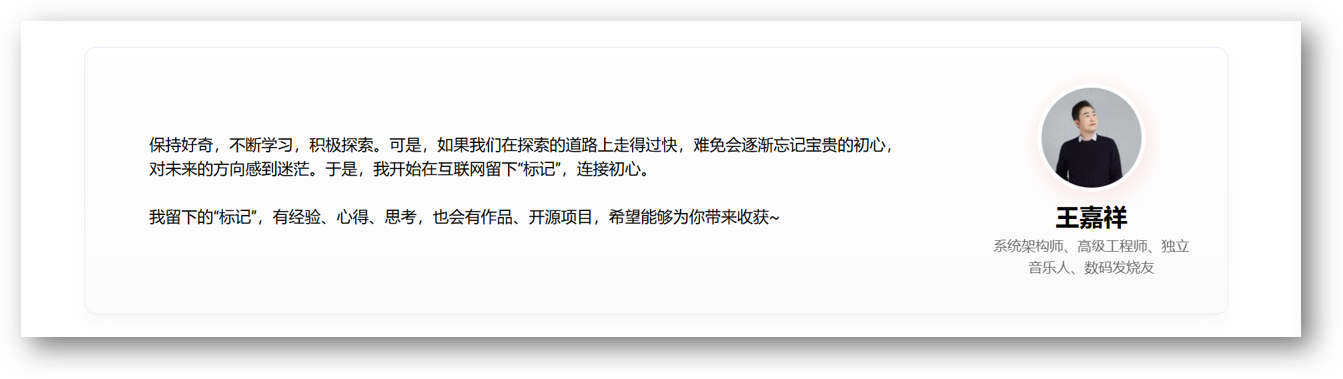 保持好奇，不断学习，积极探索。可是，如果我们在探索的道路上走得过快，难免会逐渐忘记宝贵的初心，
对未来的方向感到迷茫。于是，我开始在互联网留下“标记”，连接初心。
我留下的“标记”，有经验、心得、思考，也会有作品、开源项目，希望能够为你带来收获~
王嘉祥
系统架构师、高级工程师、独立
音乐人、数码发烧友